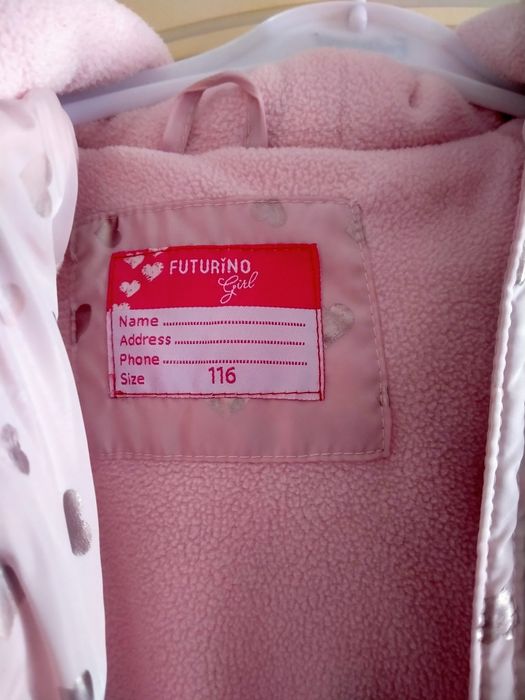 FUTURiNO
Girl
Name ..........................................
Address ......................................
Phone ..........................................
Size 116